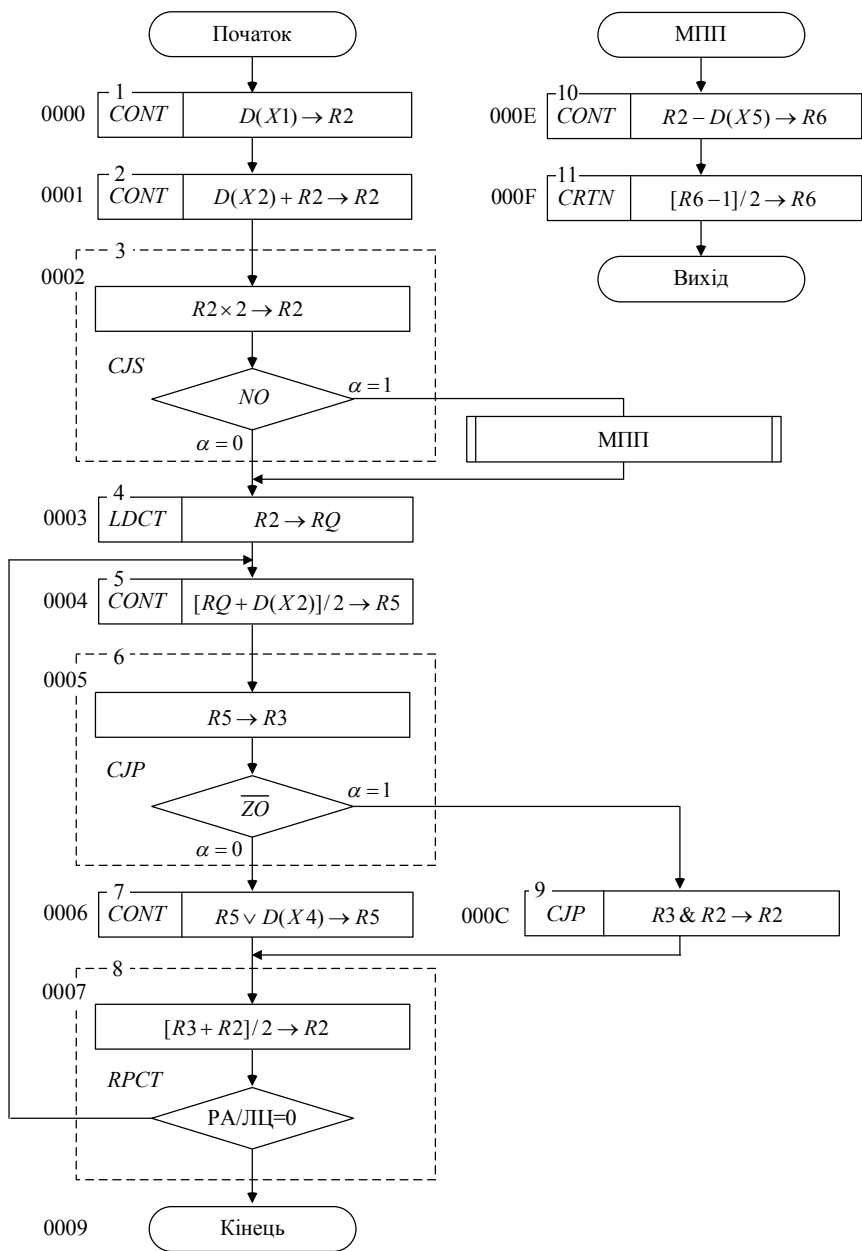 Початок
1
0000 CONT D(X1) → R2
2
0001 CONT D(X2) + R2 → R2
3
0002
R2 × 2 → R2
CJS
NO
α = 1
α = 0
МПП
4
0003 LDCT R2 → RQ
5
0004 CONT [RQ + D(X2)]/2 → R5
6
0005
R5 → R3
CJP
\overline{ZO}
α = 1
α = 0
7
0006 CONT R5 ∨ D(X4) → R5
9
000C CJP R3 & R2 → R2
8
0007
[R3 + R2]/2 → R2
RPCT
РА/ЛЦ=0
0009 Кінець
МПП
10
000E CONT R2 − D(X5) → R6
11
000F CRTN [R6 −1]/2 → R6
Вихід